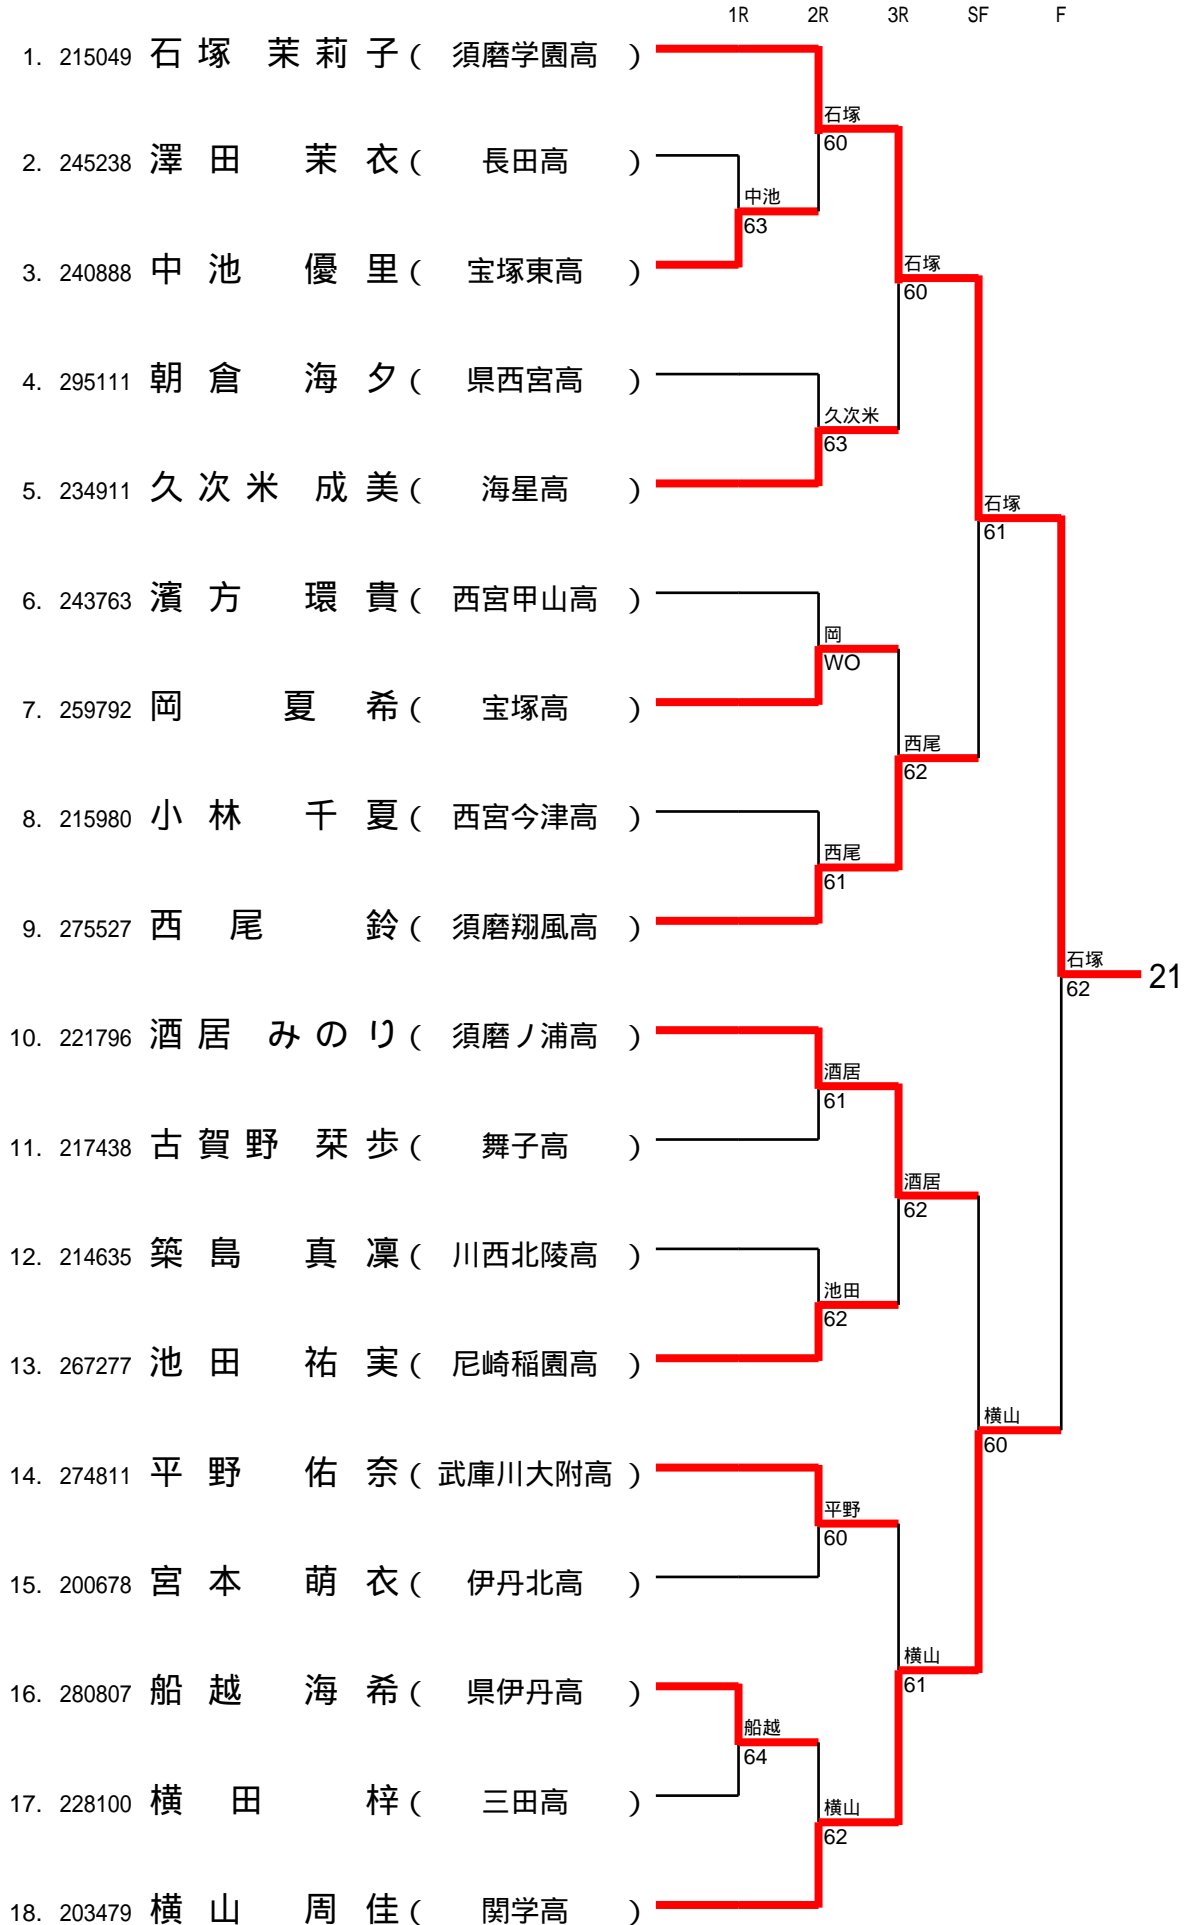 1R 2R 3R SF F
1. 215049 石塚 茉莉子 ( 須磨学園高 )
石塚
60
2. 245238 澤田 茉衣 ( 長田高 )
中池
63
3. 240888 中池 優里 ( 宝塚東高 )
石塚
60
4. 295111 朝倉 海夕 ( 県西宮高 )
久次米
63
5. 234911 久次米 成美 ( 海星高 )
石塚
61
6. 243763 濱方 環貴 ( 西宮甲山高 )
岡
WO
7. 259792 岡 夏希 ( 宝塚高 )
西尾
62
8. 215980 小林 千夏 ( 西宮今津高 )
西尾
61
9. 275527 西尾 鈴 ( 須磨翔風高 )
石塚
62
21
10. 221796 酒居 みのり ( 須磨ノ浦高 )
酒居
61
11. 217438 古賀野 栞歩 ( 舞子高 )
酒居
62
12. 214635 築島 真凜 ( 川西北陵高 )
池田
62
13. 267277 池田 祐実 ( 尼崎稲園高 )
横山
60
14. 274811 平野 佑奈 ( 武庫川大附高 )
平野
60
15. 200678 宮本 萌衣 ( 伊丹北高 )
横山
61
16. 280807 船越 海希 ( 県伊丹高 )
船越
64
17. 228100 横田 梓 ( 三田高 )
横山
62
18. 203479 横山 周佳 ( 関学高 )